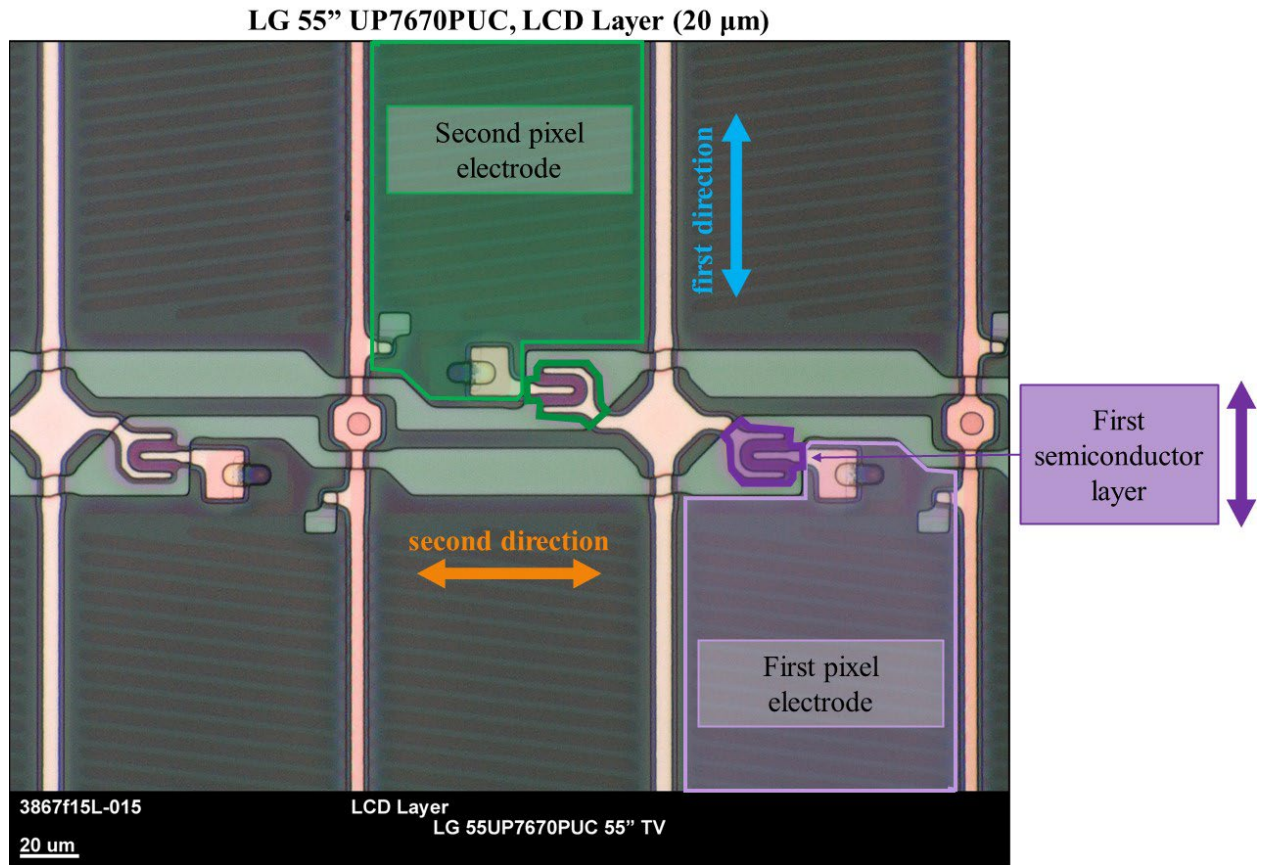 LG 55” UP7670PUC, LCD Layer (20 μm)
Second pixel
electrode
first direction
First
semiconductor
layer
second direction
First pixel
electrode
3867f15L-015
LCD Layer
LG 55UP7670PUC 55” TV
20 um